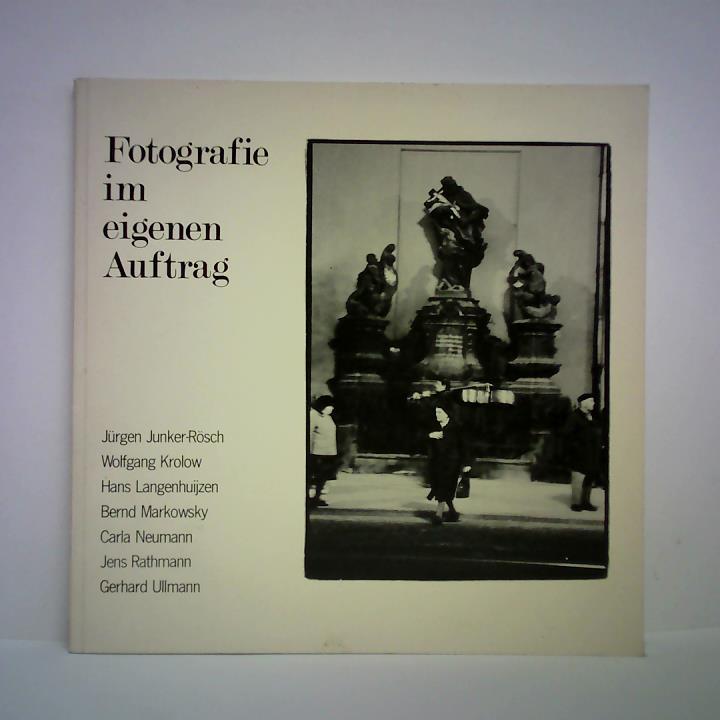 Fotografie
im
eigenen
Auftrag
Jürgen Junker-Rösch
Wolfgang Krolow
Hans Langenhuijzen
Bernd Markowsky
Carla Neumann
Jens Rathmann
Gerhard Ullmann